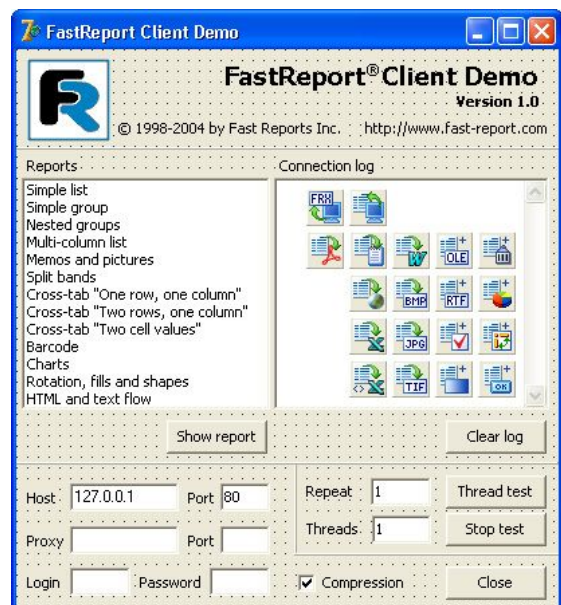 FastReport Client Demo
FastReport® Client Demo
Version 1.0
© 1998-2004 by Fast Reports Inc. http://www.fast-report.com
Reports
Connection log
Simple list
Simple group
Nested groups
Multi-column list
Memos and pictures
Split bands
Cross-tab "One row, one column"
Cross-tab "Two rows, one column"
Cross-tab "Two cell values"
Barcode
Charts
Rotation, fills and shapes
HTML and text flow
FRX
OLE
BMP
RTF
JPG
TIF
OK
Show report
Clear log
Host 127.0.0.1 Port 80
Proxy Port
Login Password
Repeat 1 Thread test
Threads 1 Stop test
Compression Close